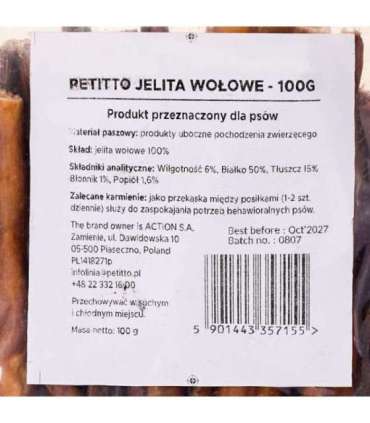 PETITTO JELITA WOŁOWE - 100G
Produkt przeznaczony dla psów
Materiał paszowy: produkty uboczne pochodzenia zwierzęcego
Skład: jelita wołowe 100%
Składniki analityczne: Wilgotność 6%, Białko 50%, Tłuszcz 15%
Błonnik 1%, Popiół 1,6%
Zalecane karmienie: jako przekąska między posiłkami (1-2 szt.
dziennie) służy do zaspokajania potrzeb behawioralnych psów.
The brand owner is ACTION S.A.
Zamienie, ul. Dawidowska 10
05-500 Piaseczno, Poland
PL1418271p
infolinia@petitto.pl
+48 22 332 16 00
Przechowywać w suchym
i chłodnym miejscu.
Masa netto: 100 g
Best before : Oct'2027
Batch no. : 0807
5 901443 357155 >